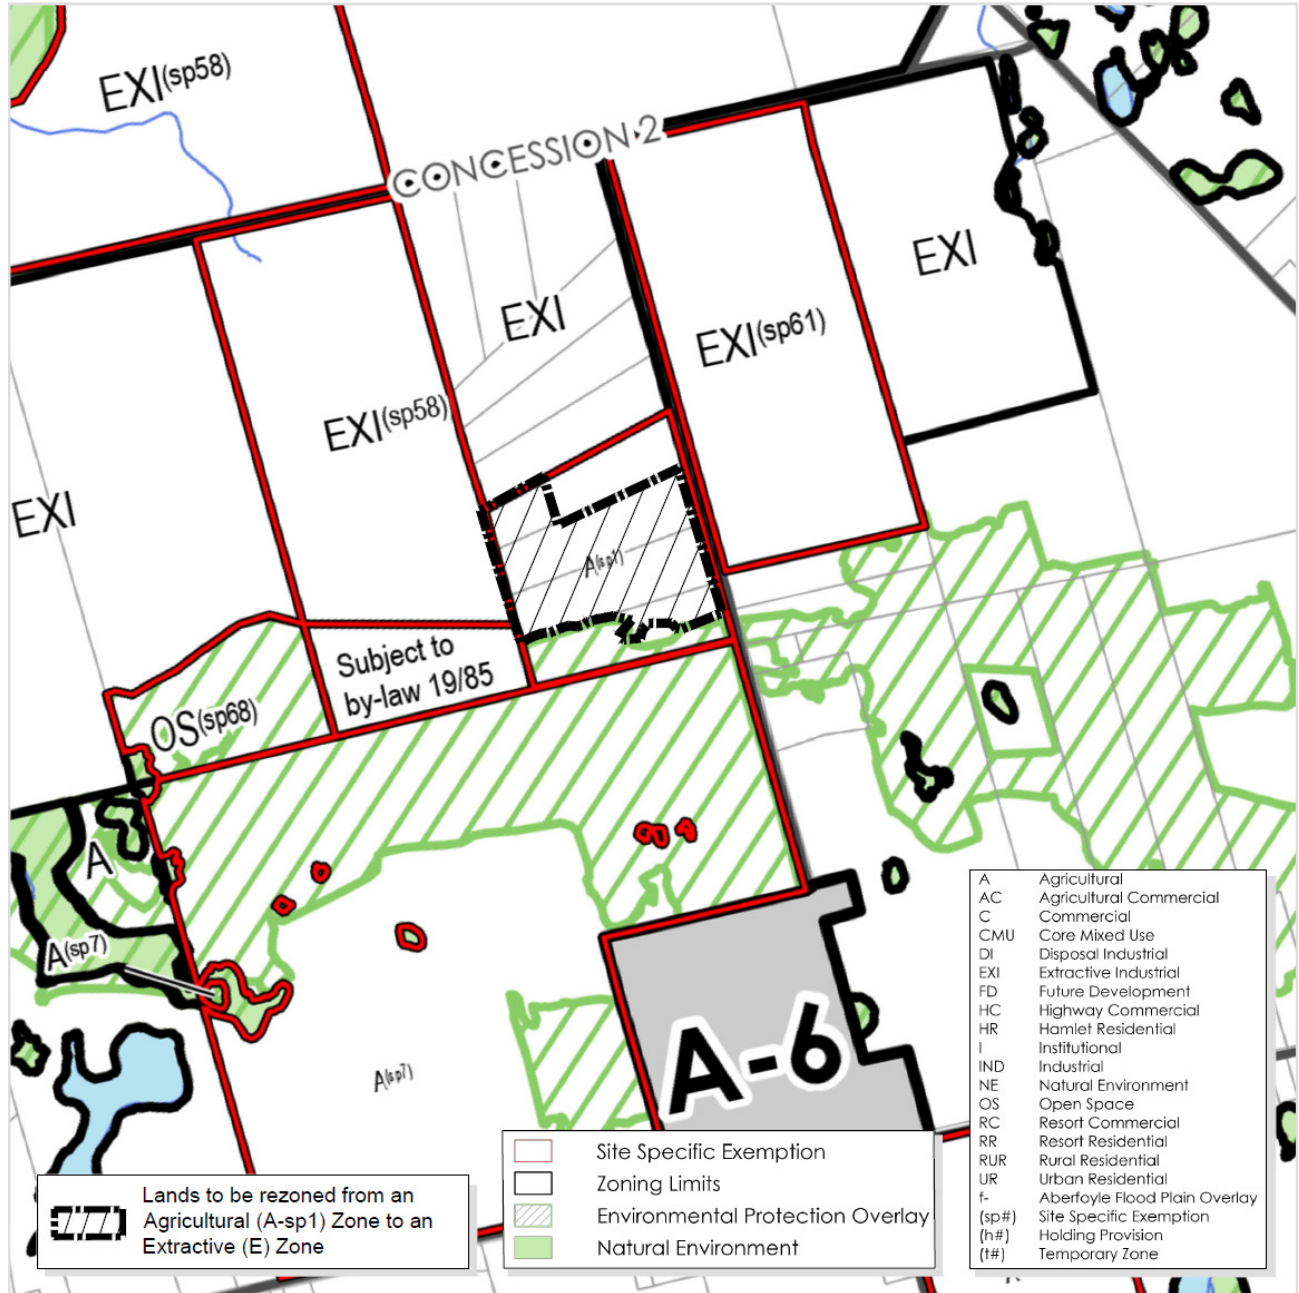 EXI(sp58)
CONCESSION 2
EXI
EXI
EXI(sp61)
EXI(sp58)
EXI
A(sp1)
Subject to
by-law 19/85
OS(sp68)
A
A(sp7)
A(sp7)
A-6
A Agricultural
AC Agricultural Commercial
C Commercial
CMU Core Mixed Use
DI Disposal Industrial
EXI Extractive Industrial
FD Future Development
HC Highway Commercial
HR Hamlet Residential
I Institutional
IND Industrial
NE Natural Environment
OS Open Space
RC Resort Commercial
RR Resort Residential
RUR Rural Residential
UR Urban Residential
f- Aberfoyle Flood Plain Overlay
(sp#) Site Specific Exemption
(h#) Holding Provision
(t#) Temporary Zone
Site Specific Exemption
Zoning Limits
Environmental Protection Overlay
Natural Environment
Lands to be rezoned from an
Agricultural (A-sp1) Zone to an
Extractive (E) Zone